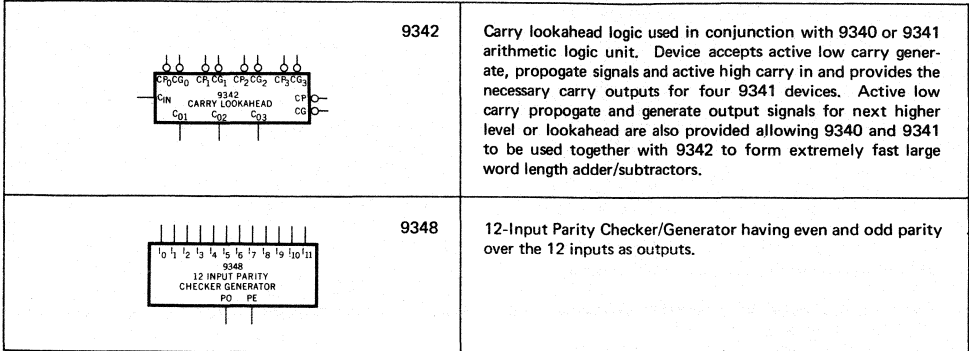 9342
Carry lookahead logic used in conjunction with 9340 or 9341
arithmetic logic unit. Device accepts active low carry gener-
ate, propogate signals and active high carry in and provides the
necessary carry outputs for four 9341 devices. Active low
carry propogate and generate output signals for next higher
level or lookahead are also provided allowing 9340 and 9341
to be used together with 9342 to form extremely fast large
word length adder/subtractors.
CP0 CG0 CP1 CG1 CP2 CG2 CP3 CG3
CIN
9342
CARRY LOOKAHEAD
CP
CG
CO1 CO2 CO3
9348
12-Input Parity Checker/Generator having even and odd parity
over the 12 inputs as outputs.
I0 I1 I2 I3 I4 I5 I6 I7 I8 I9 I10 I11
9348
12 INPUT PARITY
CHECKER GENERATOR
PO PE